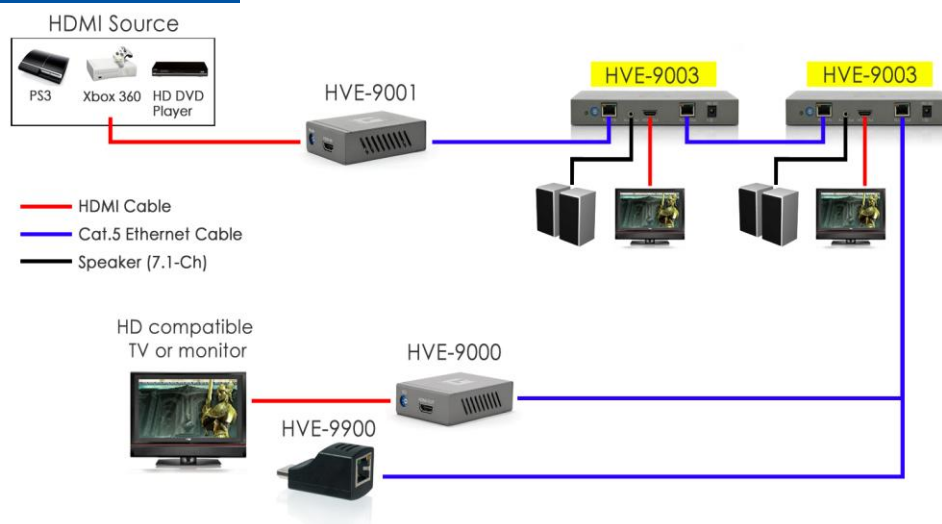 HDMI Source
PS3
Xbox 360
HD DVD
Player
HVE-9001
HVE-9003
HVE-9003
HDMI Cable
Cat.5 Ethernet Cable
Speaker (7.1-Ch)
HD compatible
TV or monitor
HVE-9000
HVE-9900